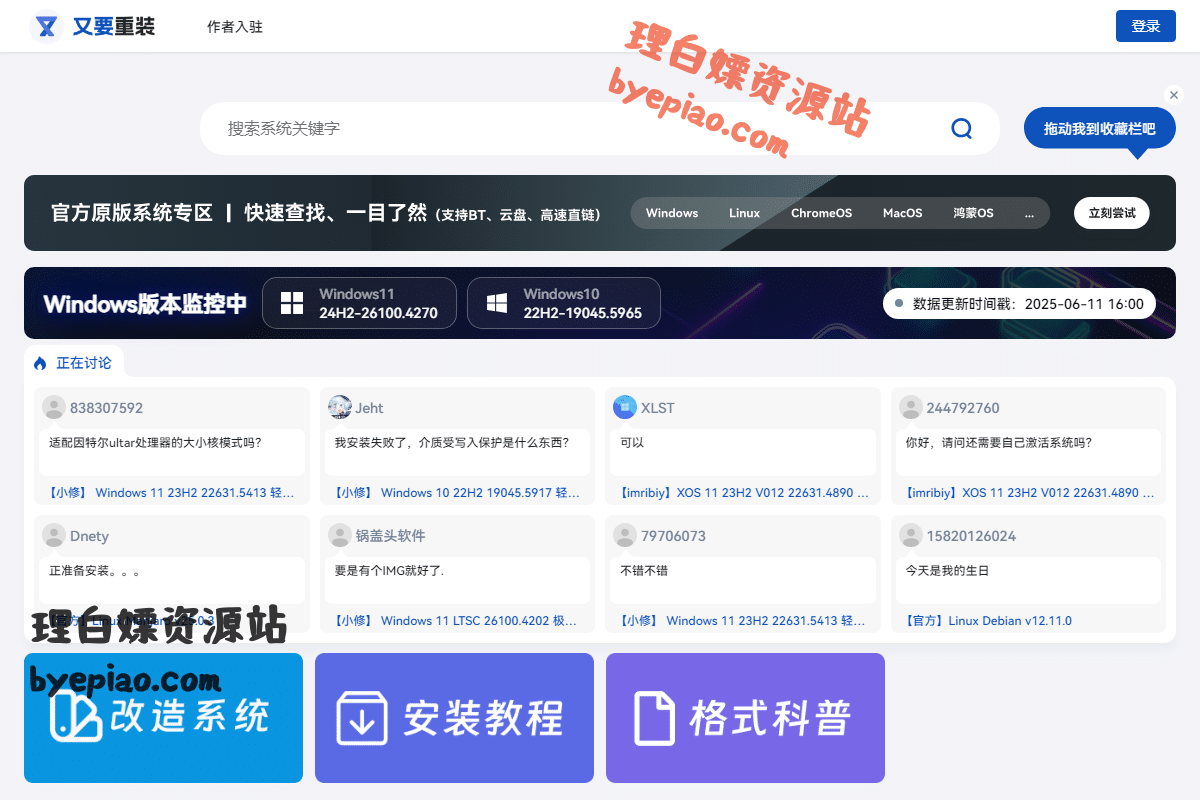 又要重装
作者入驻
登录
理白嫖资源站
byepiao.com
搜索系统关键字
拖动我到收藏栏吧
官方原版系统专区 | 快速查找、一目了然（支持BT、云盘、高速直链）
Windows Linux ChromeOS MacOS 鸿蒙OS ...
立刻尝试
Windows版本监控中
Windows11
24H2-26100.4270
Windows10
22H2-19045.5965
数据更新时间戳：2025-06-11 16:00
正在讨论
838307592
适配因特尔ultar处理器的大小核模式吗？
【小修】 Windows 11 23H2 22631.5413 轻...
Jeht
我安装失败了，介质受写入保护是什么东西？
【小修】 Windows 10 22H2 19045.5917 轻...
XLST
可以
【imribiy】XOS 11 23H2 V012 22631.4890 ...
244792760
你好，请问还需要自己激活系统吗？
【imribiy】XOS 11 23H2 V012 22631.4890 ...
Dnety
正准备安装。。。
锅盖头软件
要是有个IMG就好了.
【小修】 Windows 11 LTSC 26100.4202 极...
79706073
不错不错
【小修】 Windows 11 23H2 22631.5413 轻...
15820126024
今天是我的生日
【官方】Linux Debian v12.11.0
理白嫖资源站
byepiao.com
改造系统
安装教程
格式科普